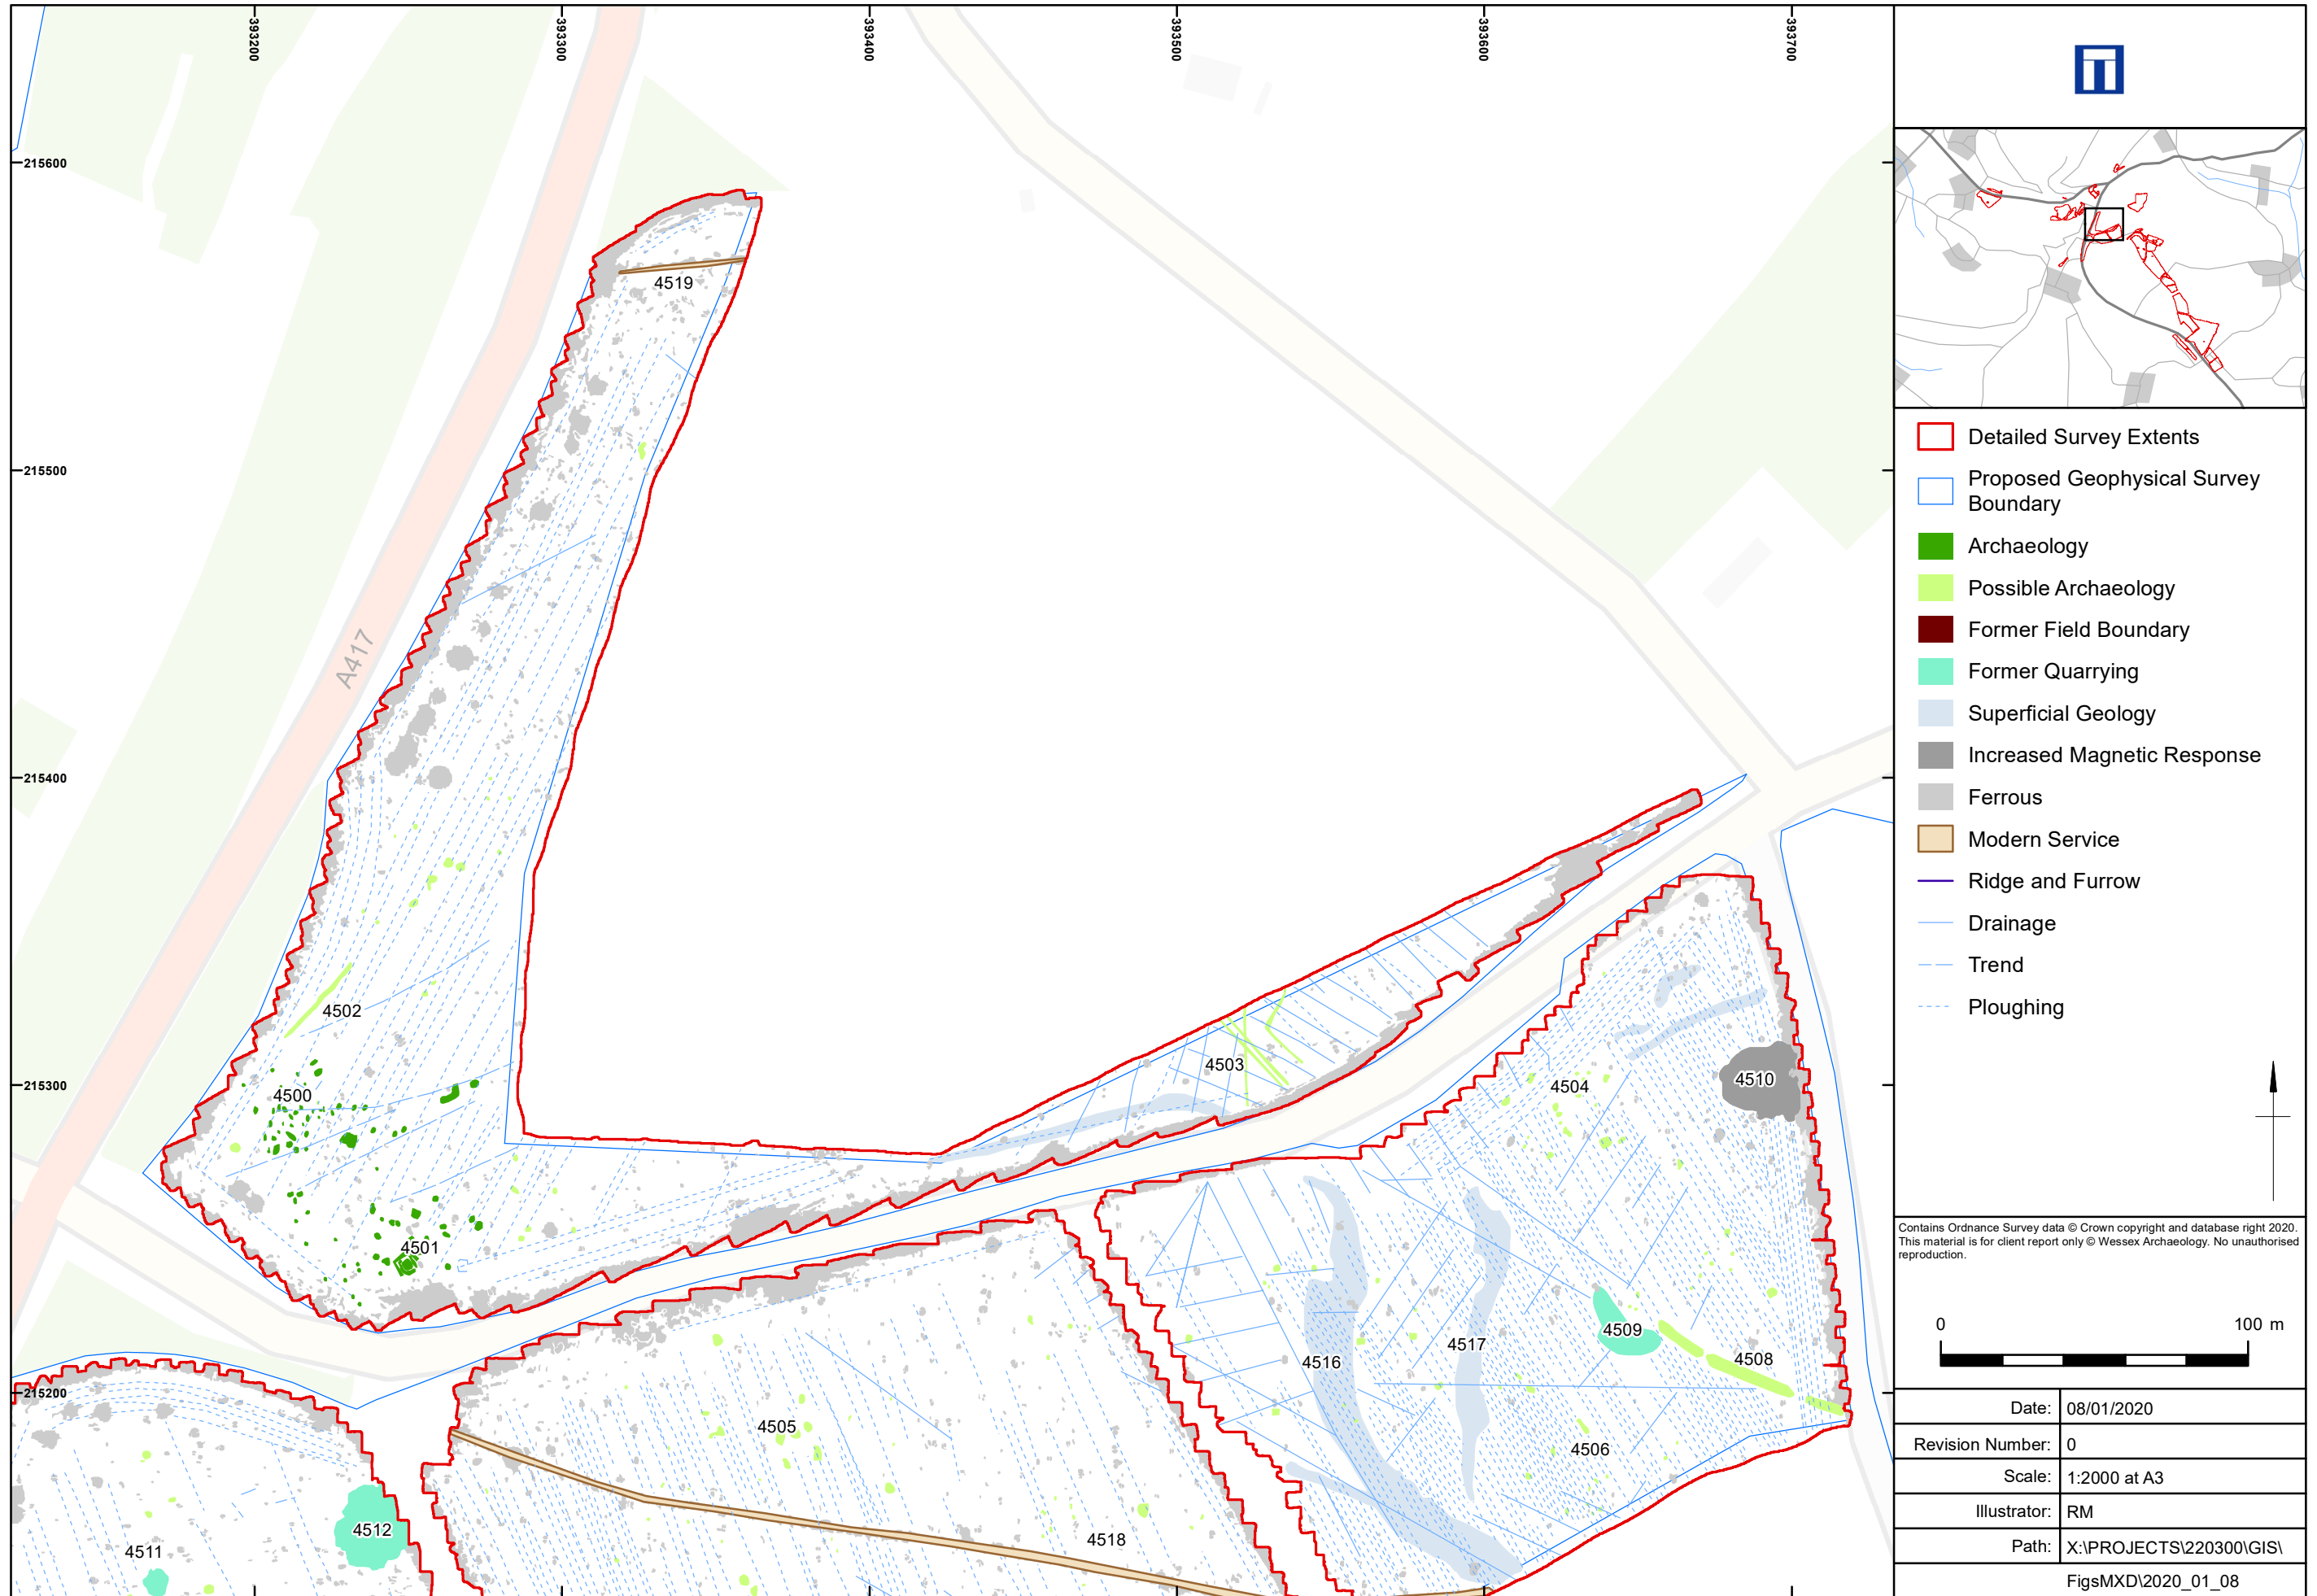 393200
393300
393400
393500
393600
393700
215600
215500
215400
215300
215200
A417
4519
4502
4500
4501
4503
4504
4510
4516
4517
4509
4508
4505
4506
4512
4511
4518
Detailed Survey Extents
Proposed Geophysical Survey
Boundary
Archaeology
Possible Archaeology
Former Field Boundary
Former Quarrying
Superficial Geology
Increased Magnetic Response
Ferrous
Modern Service
Ridge and Furrow
Drainage
Trend
Ploughing
Contains Ordnance Survey data © Crown copyright and database right 2020.
This material is for client report only © Wessex Archaeology. No unauthorised
reproduction.
0 100 m
Date: 08/01/2020
Revision Number: 0
Scale: 1:2000 at A3
Illustrator: RM
Path: X:\PROJECTS\220300\GIS\
FigsMXD\2020_01_08